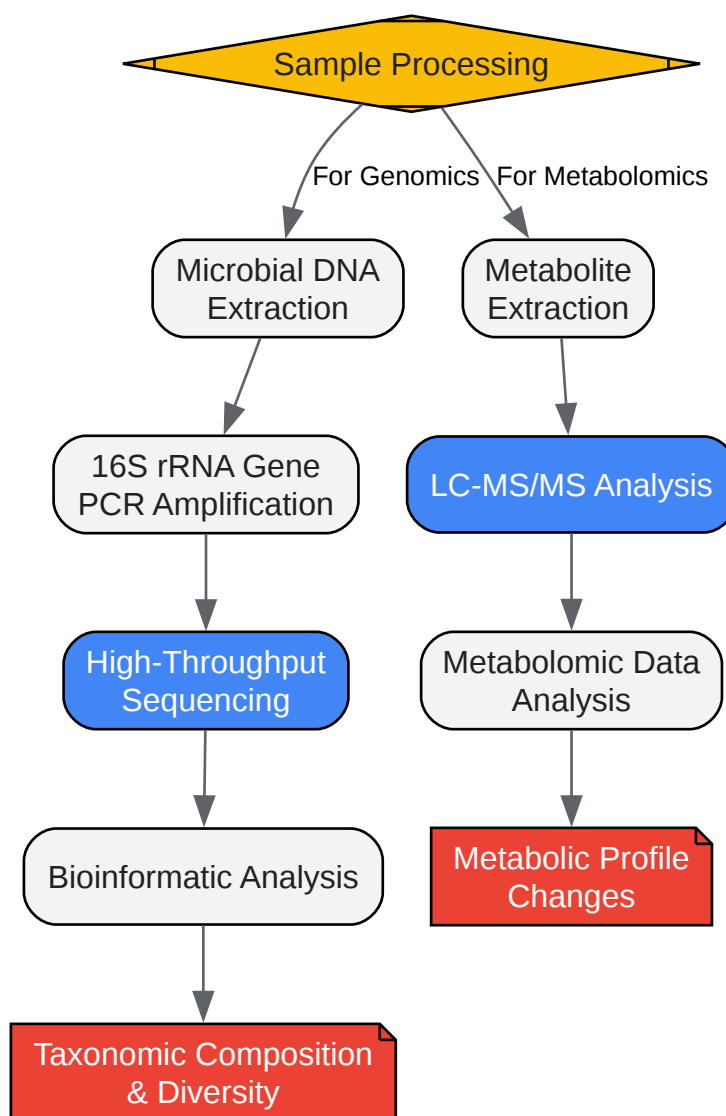 Sample Processing
For Genomics
For Metabolomics
Microbial DNA
Extraction
Metabolite
Extraction
16S rRNA Gene
PCR Amplification
LC-MS/MS Analysis
High-Throughput
Sequencing
Metabolomic Data
Analysis
Bioinformatic Analysis
Metabolic Profile
Changes
Taxonomic Composition
& Diversity